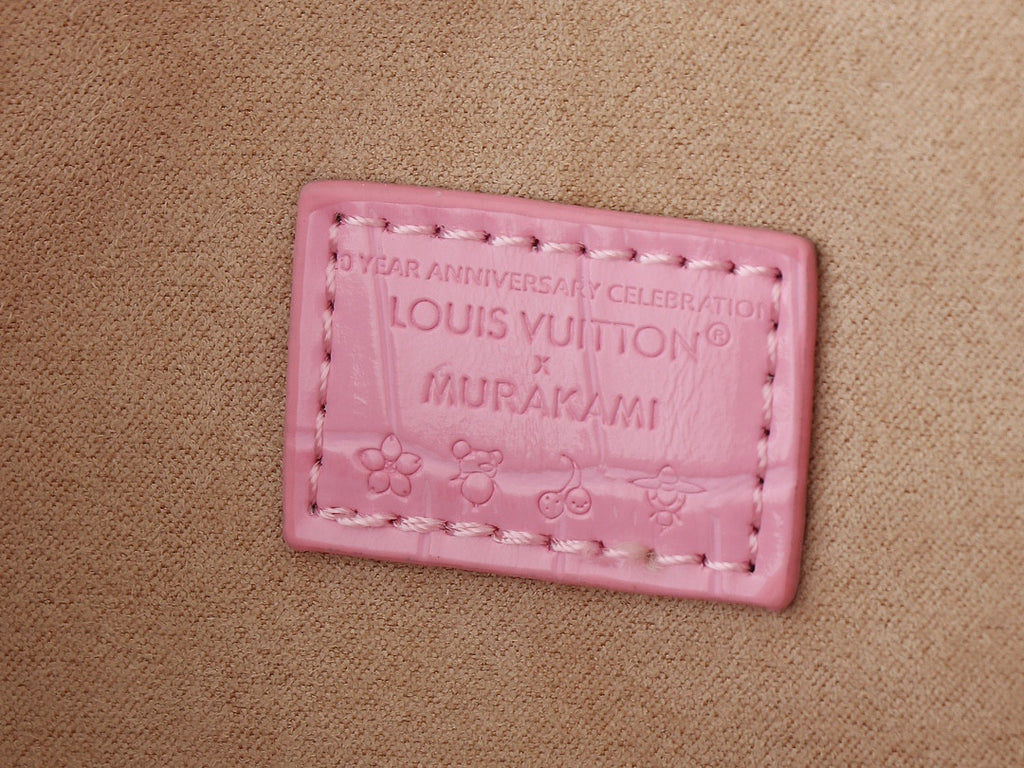 0 YEAR ANNIVERSARY CELEBRATION
LOUIS VUITTON®
x
MURAKAMI